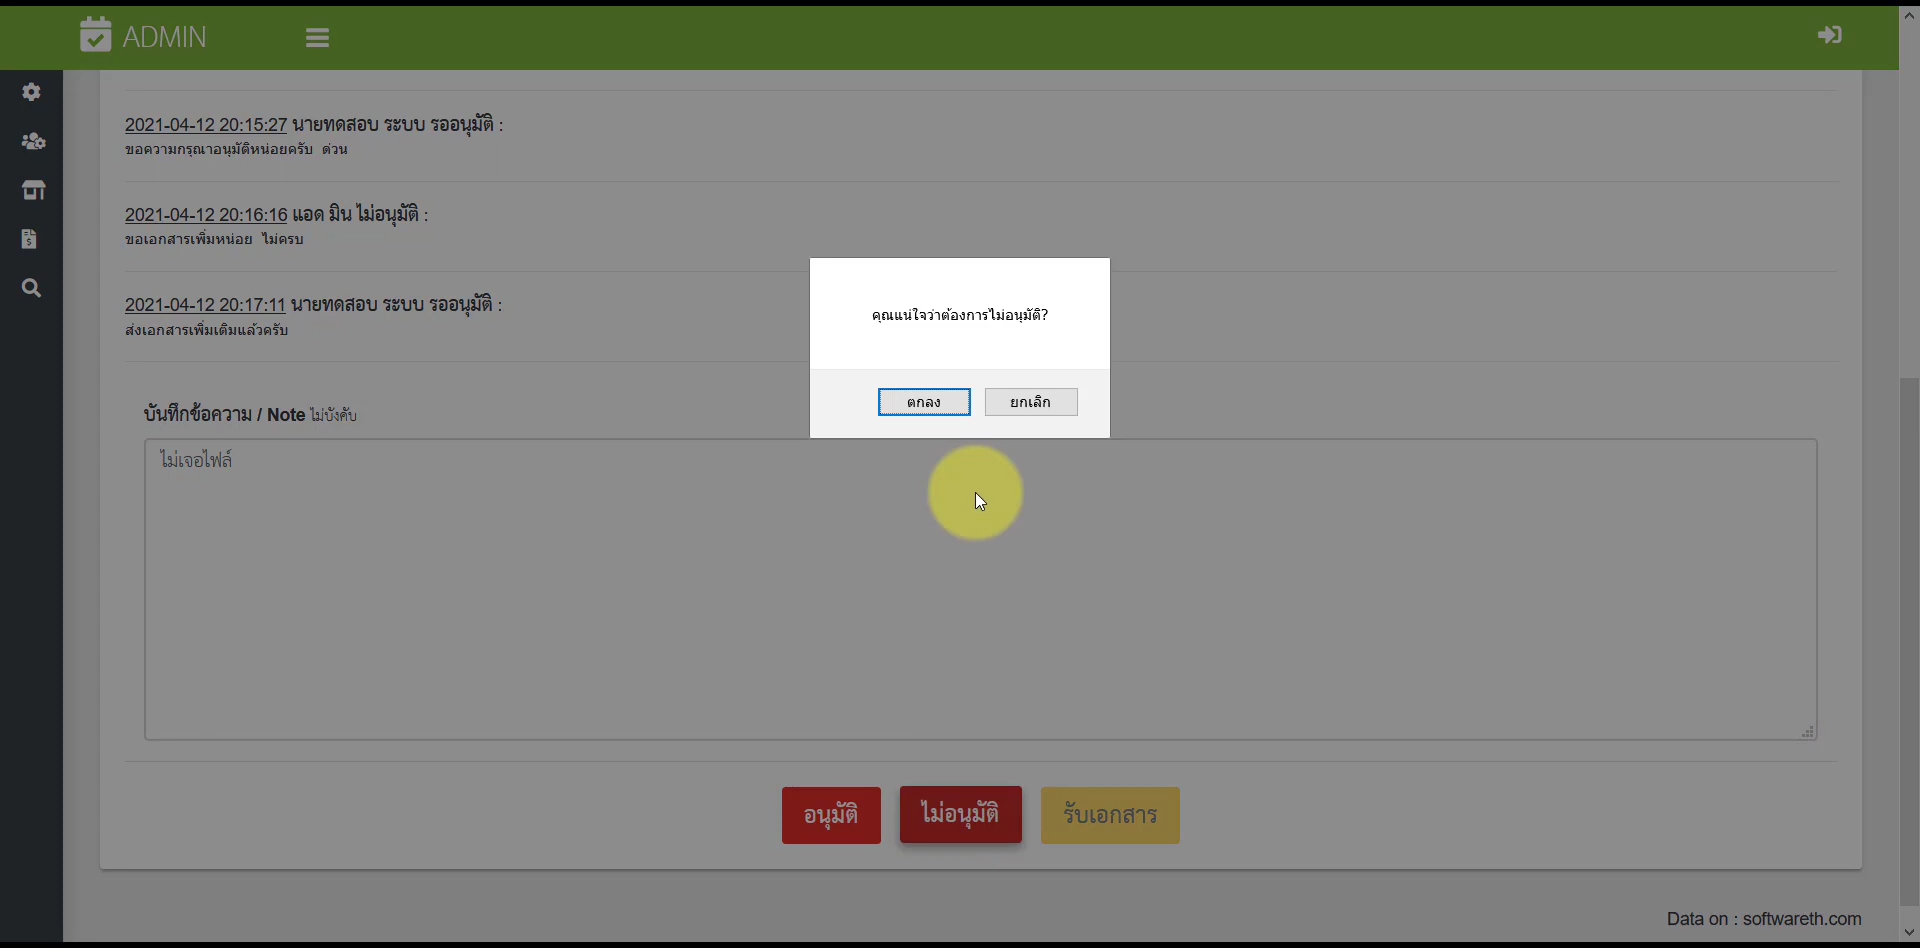 ADMIN
2021-04-12 20:15:27 นายทดสอบ ระบบ รออนุมัติ :
ขอความกรุณาอนุมัติหน่อยครับ ด่วน
2021-04-12 20:16:16 แอด มิน ไม่อนุมัติ :
ขอเอกสารเพิ่มหน่อย ไม่ครบ
2021-04-12 20:17:11 นายทดสอบ ระบบ รออนุมัติ :
ส่งเอกสารเพิ่มเติมแล้วครับ
คุณแน่ใจว่าต้องการไม่อนุมัติ?
ตกลง ยกเลิก
บันทึกข้อความ / Note ไม่บังคับ
ไม่เจอไฟล์
อนุมัติ ไม่อนุมัติ รับเอกสาร
Data on : softwareth.com